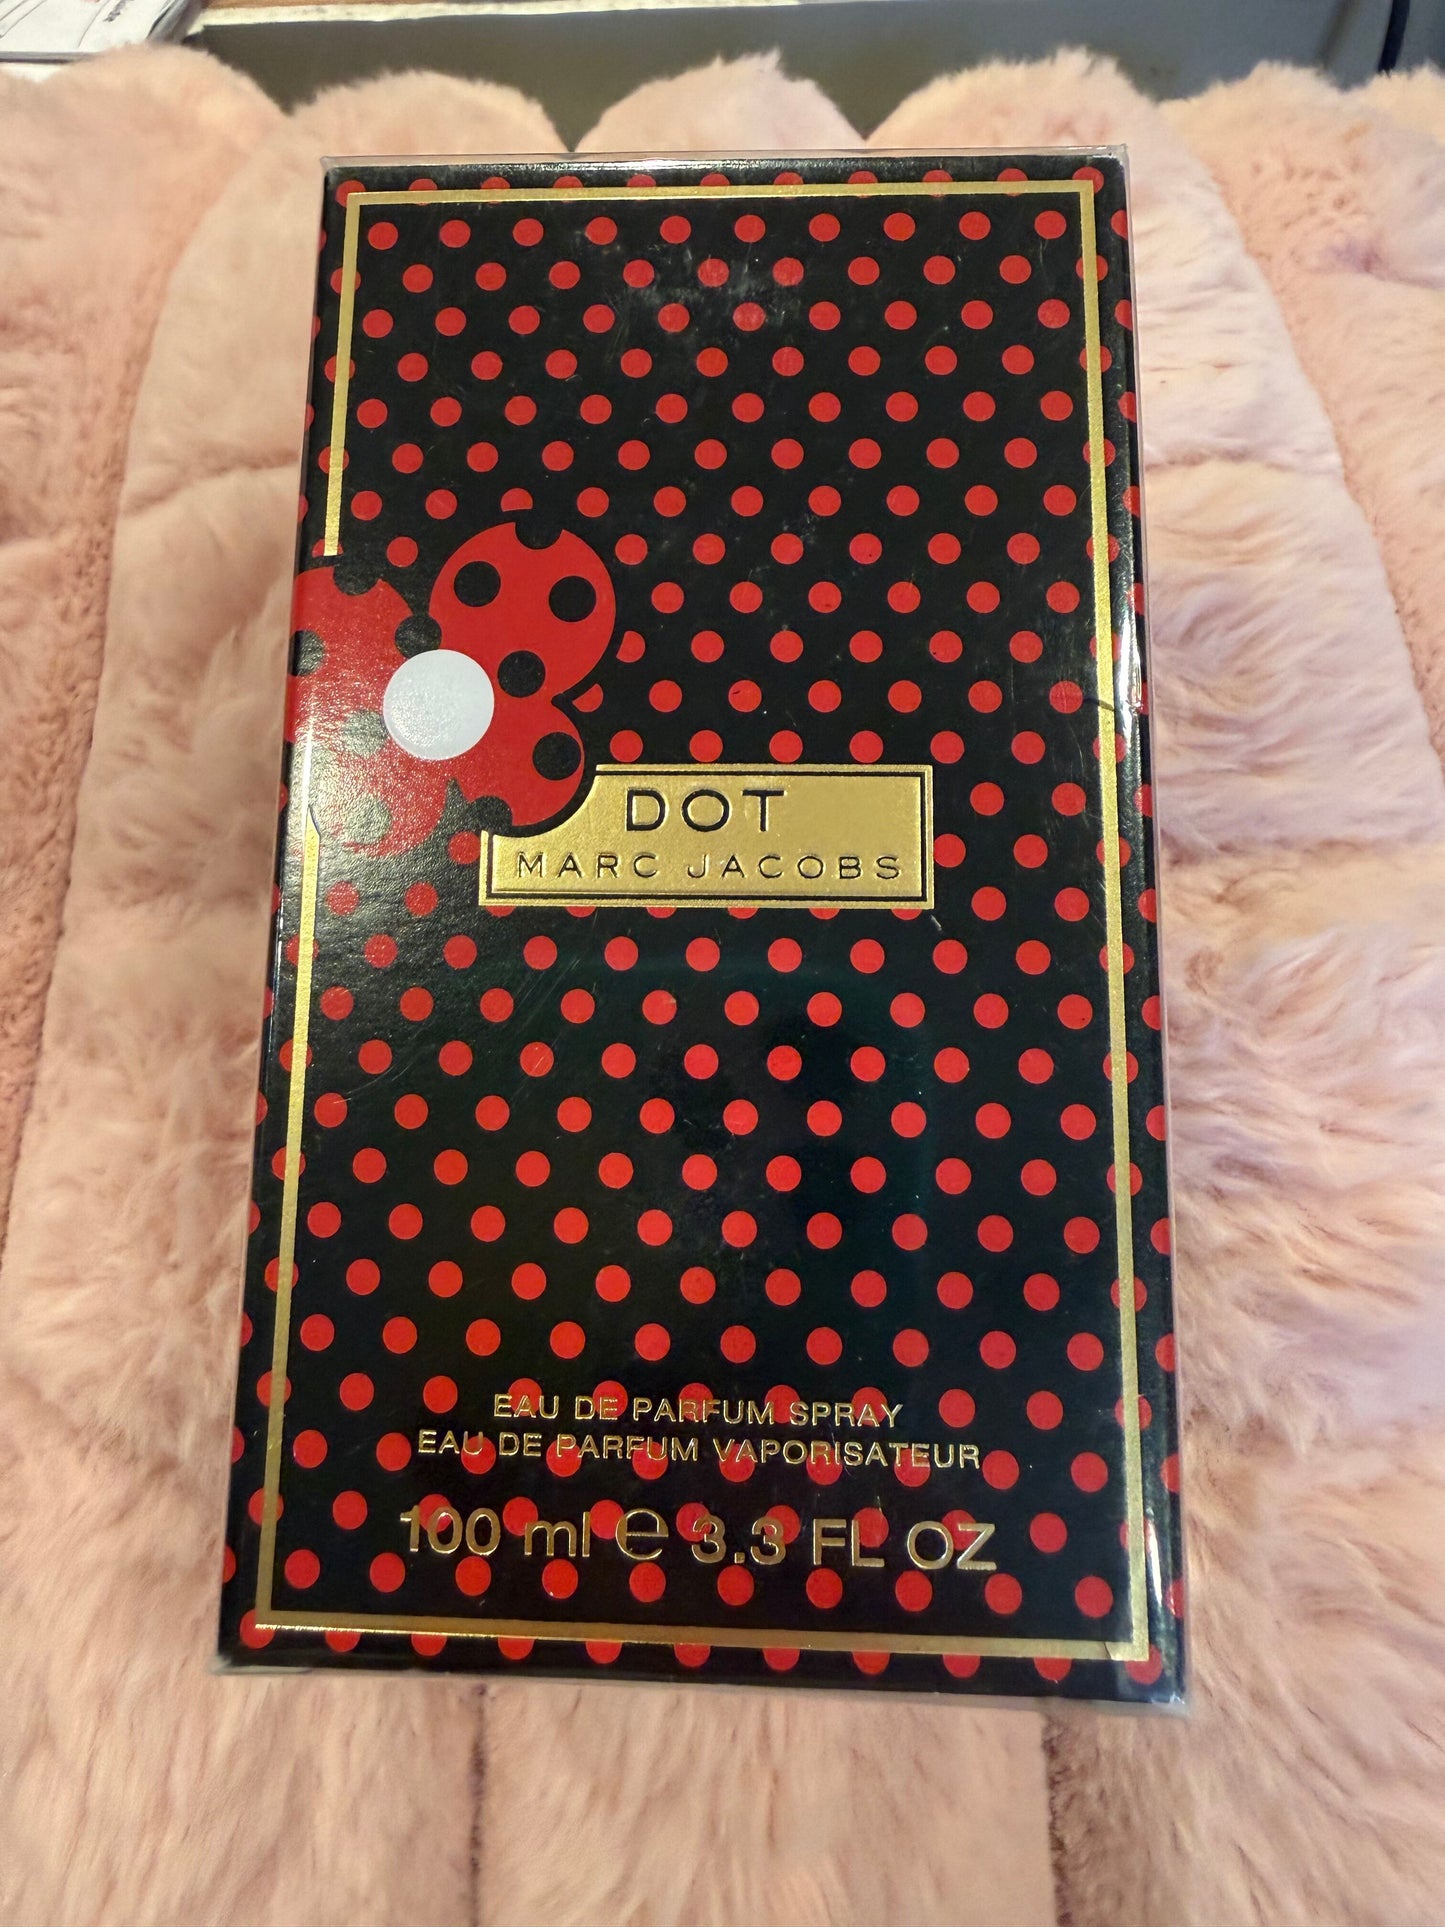 DOT
MARC JACOBS
EAU DE PARFUM SPRAY
EAU DE PARFUM VAPORISATEUR
100 ml ℮ 3.3 FL OZ